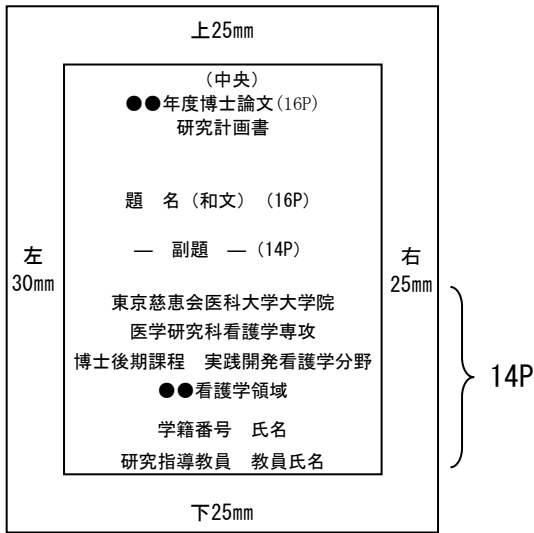 上25mm
（中央）
●●年度博士論文(16P)
研究計画書
題　名（和文）（16P）
―　副題　―（14P）
左
30mm
右
25mm
東京慈恵会医科大学大学院
医学研究科看護学専攻
博士後期課程　実践開発看護学分野
●●看護学領域
学籍番号　氏名
研究指導教員　教員氏名
14P
下25mm